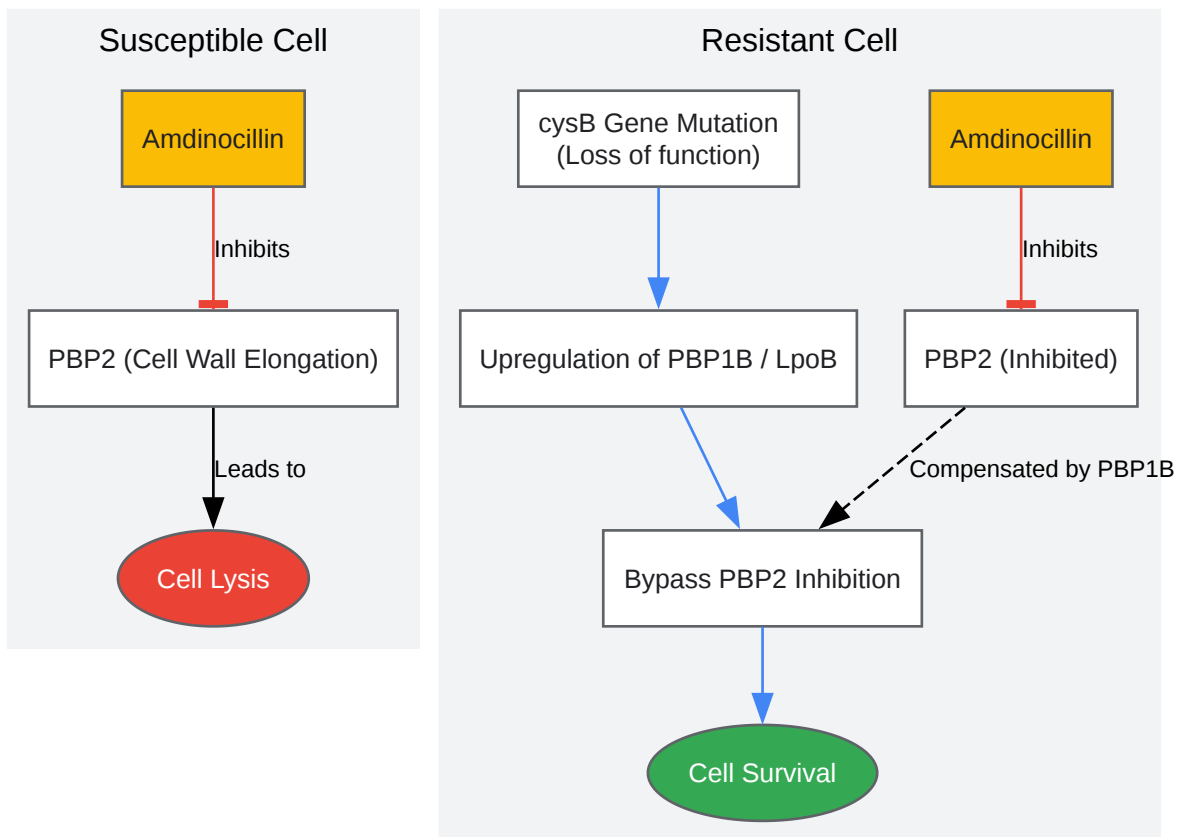 Susceptible Cell
Amdinocillin
Inhibits
PBP2 (Cell Wall Elongation)
Leads to
Cell Lysis
Resistant Cell
cysB Gene Mutation
(Loss of function)
Amdinocillin
Inhibits
Upregulation of PBP1B / LpoB
PBP2 (Inhibited)
Compensated by PBP1B
Bypass PBP2 Inhibition
Cell Survival